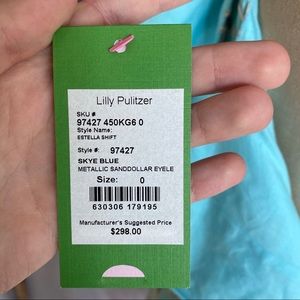 Lilly Pulitzer
SKU #
97427 450KG6 0
Style Name:
ESTELLA SHIFT
Style #: 97427
SKYE BLUE
METALLIC SANDDOLLAR EYELE
Size: 0
630306 179195
Manufacturer's Suggested Price
$298.00